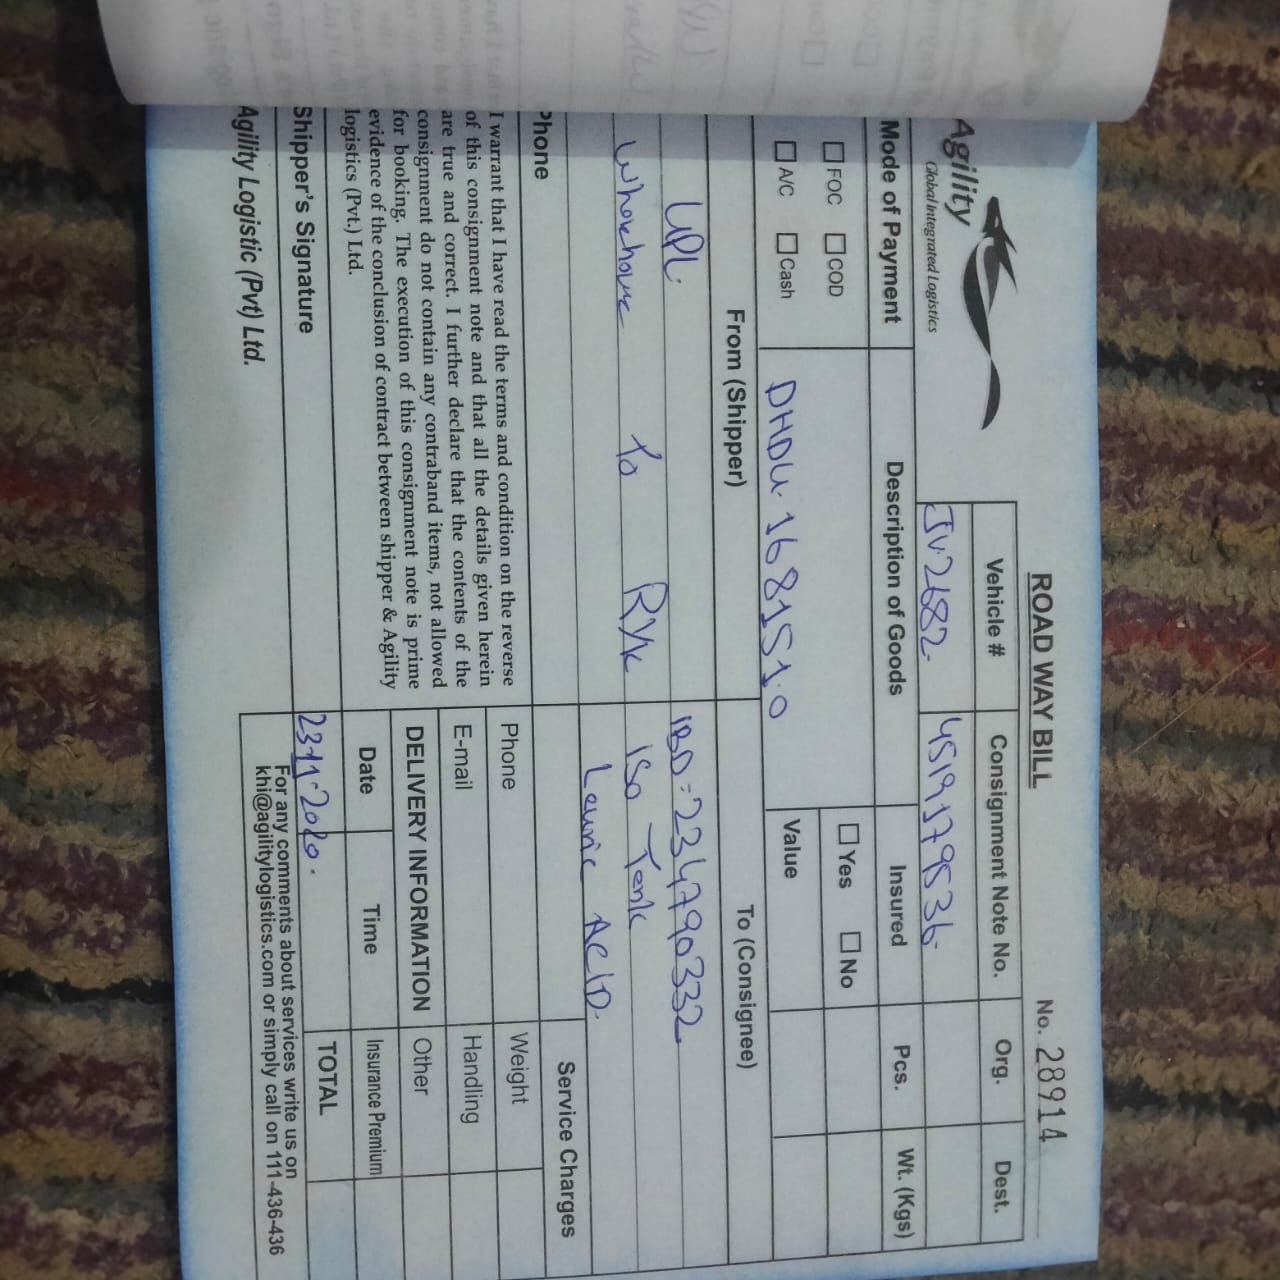 ROAD WAY BILL
No. 28914
Agility
Global Integrated Logistics
Vehicle # Consignment Note No. Org. Dest.
JV-2682 4519179536
Mode of Payment Description of Goods Insured Pcs. Wt. (Kgs)
FOC COD Yes No
A/C Cash DHDU-1681510 Value
From (Shipper) To (Consignee)
UPL IBD=234790332
Wherehouse To RYK ISO Tenk
Leuric ACID
Phone
Service Charges
I warrant that I have read the terms and condition on the reverse
of this consignment note and that all the details given herein
are true and correct. I further declare that the contents of the
consignment do not contain any contraband items, not allowed
for booking. The execution of this consignment note is prime
evidence of the conclusion of contract between shipper & Agility
logistics (Pvt.) Ltd.
Phone Weight
E-mail Handling
DELIVERY INFORMATION Other
Date Time Insurance Premium
23-11-2020. TOTAL
Shipper's Signature
For any comments about services write us on
khi@agilitylogistics.com or simply call on 111-436-436
Agility Logistic (Pvt) Ltd.